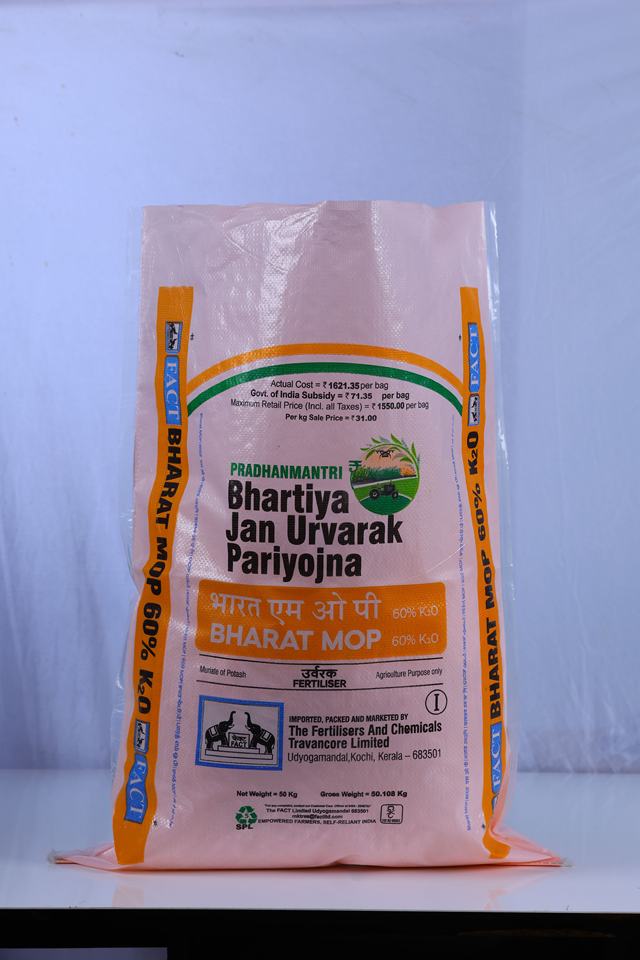 Actual Cost = ₹ 1621.35 per bag
Govt. of India Subsidy = ₹ 71.35 per bag
Maximum Retail Price (Incl. all Taxes) = ₹ 1550.00 per bag
Per kg Sale Price = ₹ 31.00
PRADHANMANTRI
Bhartiya
Jan Urvarak
Pariyojna
भारत एम ओ पी 60% K₂O
BHARAT MOP 60% K₂O
Muriate of Potash उर्वरक Agriculture Purpose only
FERTILISER
I
IMPORTED, PACKED AND MARKETED BY
The Fertilisers And Chemicals
Travancore Limited
Udyogamandal,Kochi, Kerala – 683501
FACT
Net Weight = 50 Kg Gross Weight = 50.108 Kg
The FACT Limited Udyogamandal 683501
EMPOWERED FARMERS, SELF-RELIANT INDIA
5
SPL
FACT BHARAT MOP 60% K₂O FACT
FACT BHARAT MOP 60% K₂O FACT